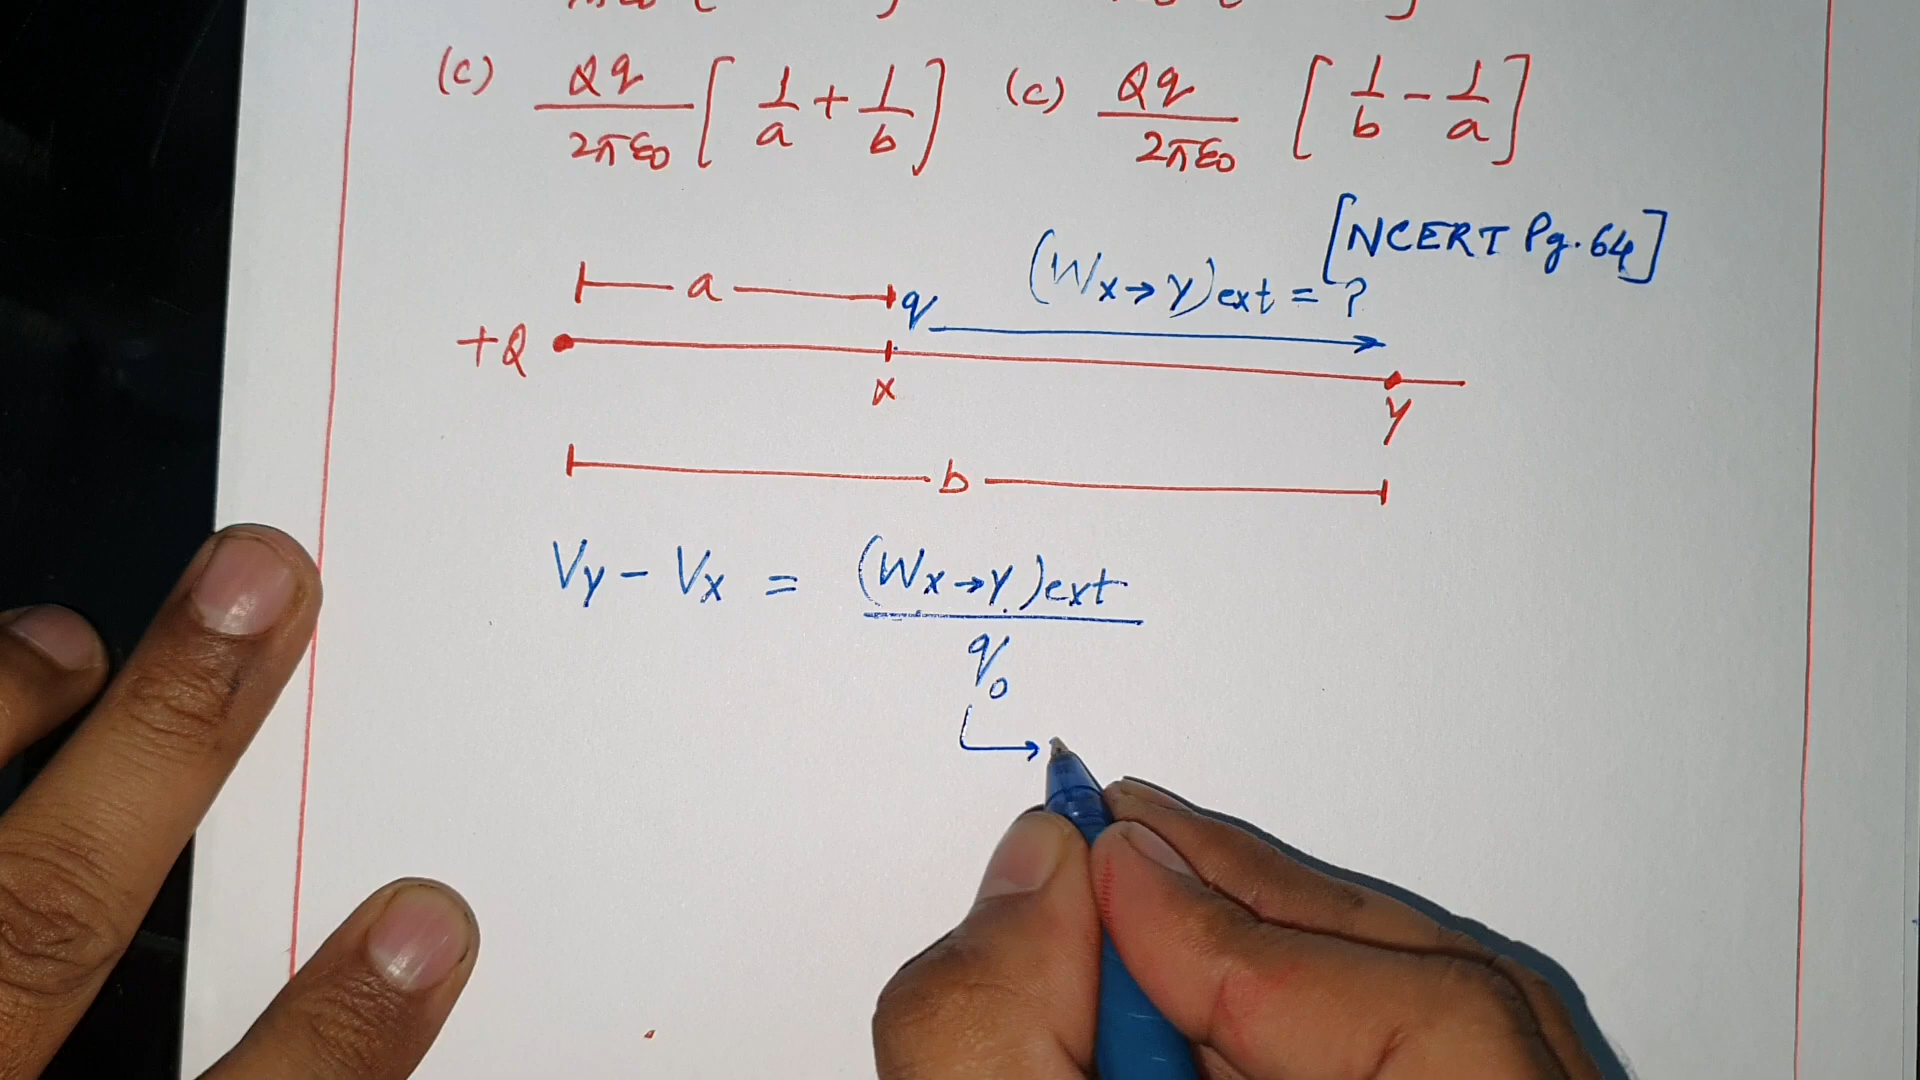 (c) Qq/2πε0 [1/a + 1/b] (c) Qq/2πε0 [1/b - 1/a]
[NCERT Pg. 64]
a q (Wx→y)ext = ?
+Q
x
y
b
Vy - Vx = (Wx→y)ext
q0